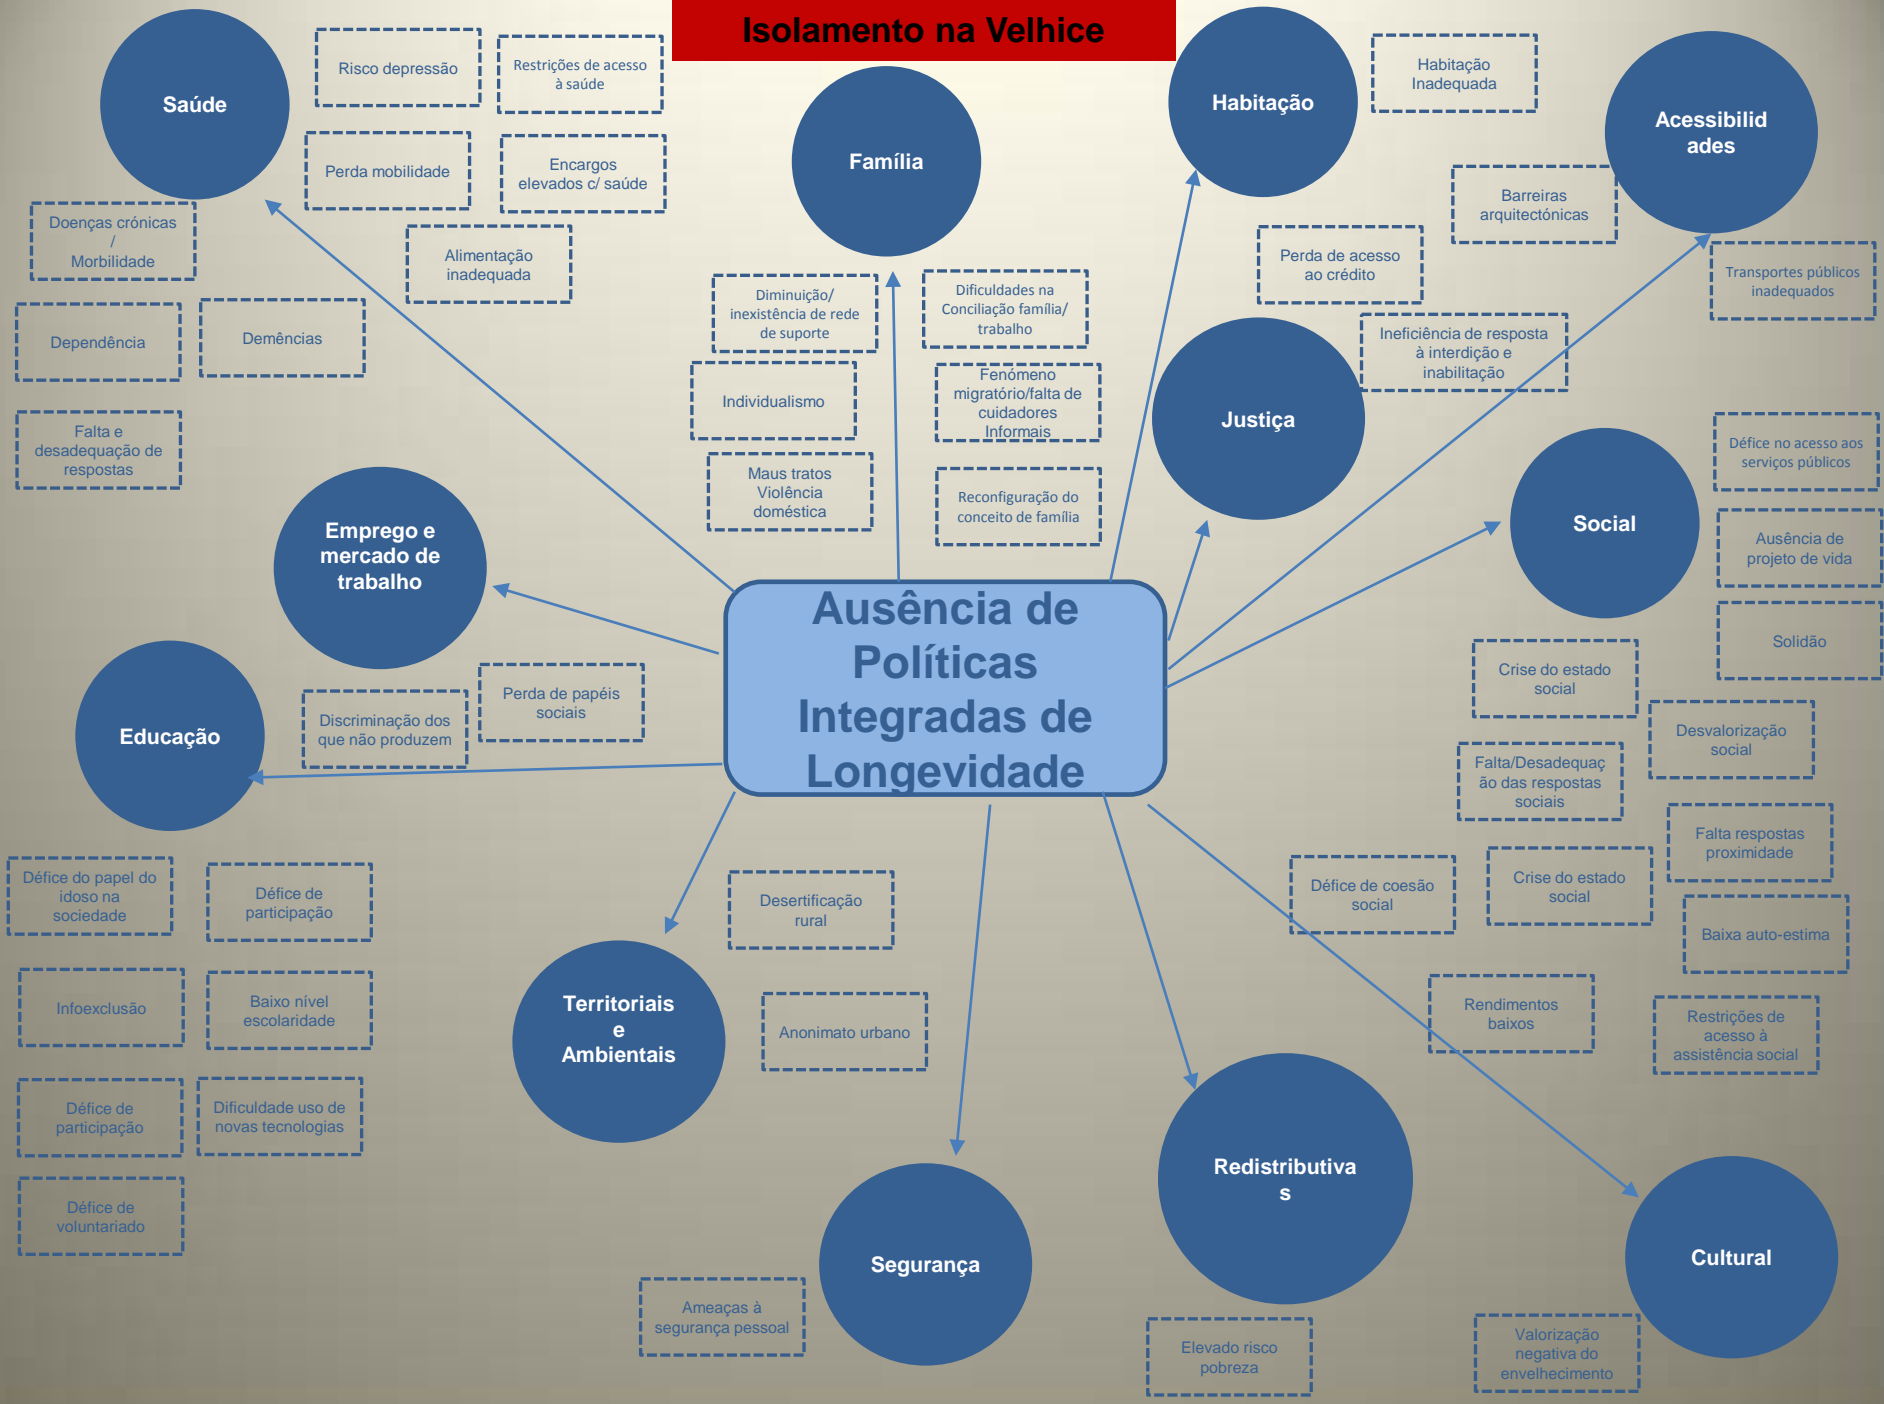 Isolamento na Velhice
Saúde
Risco depressão
Restrições de acesso
à saúde
Perda mobilidade
Encargos
elevados c/ saúde
Doenças crónicas
/
Morbilidade
Alimentação
inadequada
Dependência
Demências
Falta e
desadequação de
respostas
Família
Diminuição/
inexistência de rede
de suporte
Dificuldades na
Conciliação família/
trabalho
Individualismo
Fenómeno
migratório/falta de
cuidadores
Informais
Maus tratos
Violência
doméstica
Reconfiguração do
conceito de família
Habitação
Habitação
Inadequada
Acessibilid
ades
Barreiras
arquitectónicas
Transportes públicos
inadequados
Perda de acesso
ao crédito
Ineficiência de resposta
à interdição e
inabilitação
Justiça
Social
Défice no acesso aos
serviços públicos
Ausência de
projeto de vida
Solidão
Crise do estado
social
Desvalorização
social
Falta/Desadequaç
ão das respostas
sociais
Falta respostas
proximidade
Défice de coesão
social
Crise do estado
social
Baixa auto-estima
Rendimentos
baixos
Restrições de
acesso à
assistência social
Emprego e
mercado de
trabalho
Perda de papéis
sociais
Discriminação dos
que não produzem
Ausência de
Políticas
Integradas de
Longevidade
Educação
Défice do papel do
idoso na
sociedade
Défice de
participação
Infoexclusão
Baixo nível
escolaridade
Défice de
participação
Dificuldade uso de
novas tecnologias
Défice de
voluntariado
Territoriais
e
Ambientais
Desertificação
rural
Anonimato urbano
Segurança
Ameaças à
segurança pessoal
Redistributiva
s
Elevado risco
pobreza
Cultural
Valorização
negativa do
envelhecimento